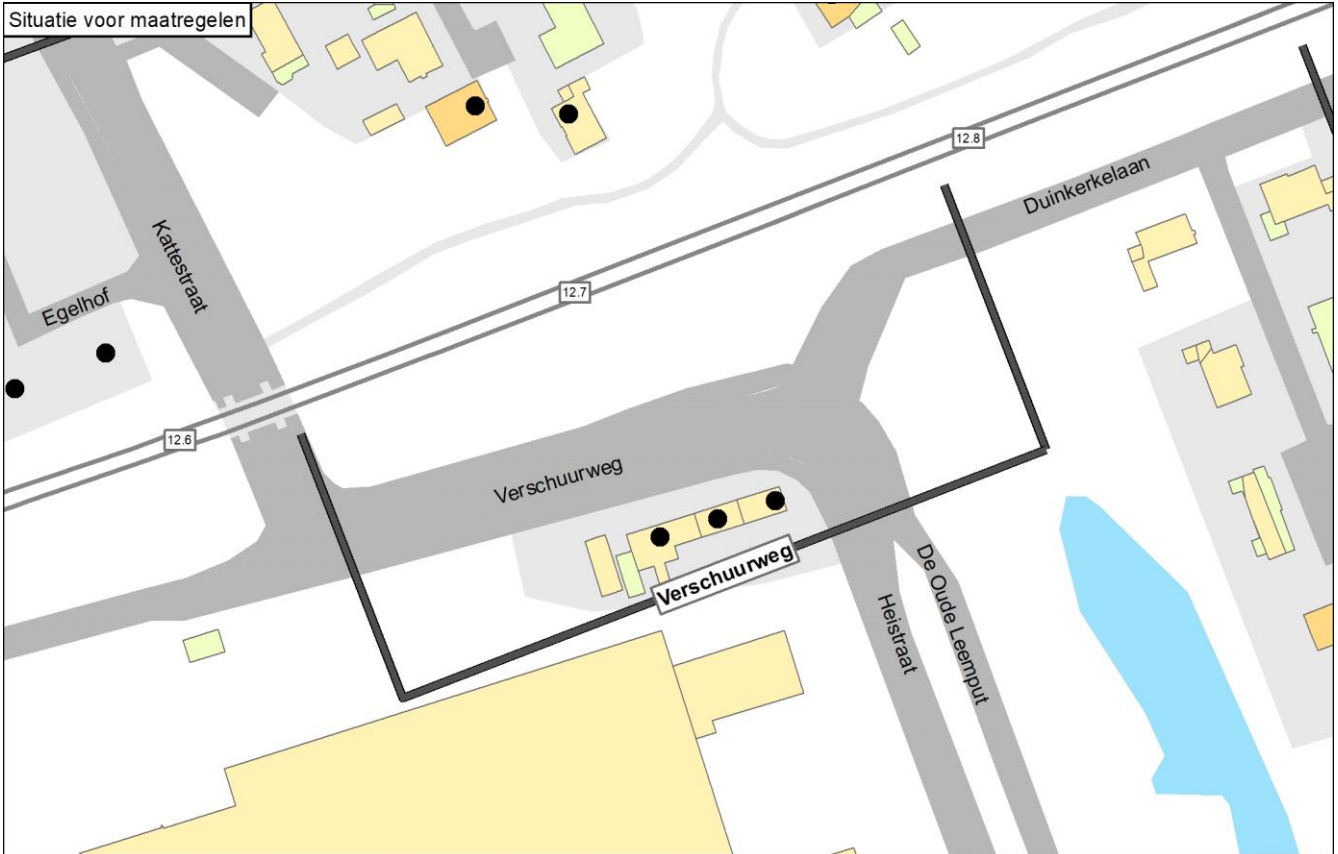 Situatie voor maatregelen
12.8
Duinkerkelaan
Kattestraat
12.7
Egelhof
12.6
Verschuurweg
Verschuurweg
De Oude Leemput
Heistraat